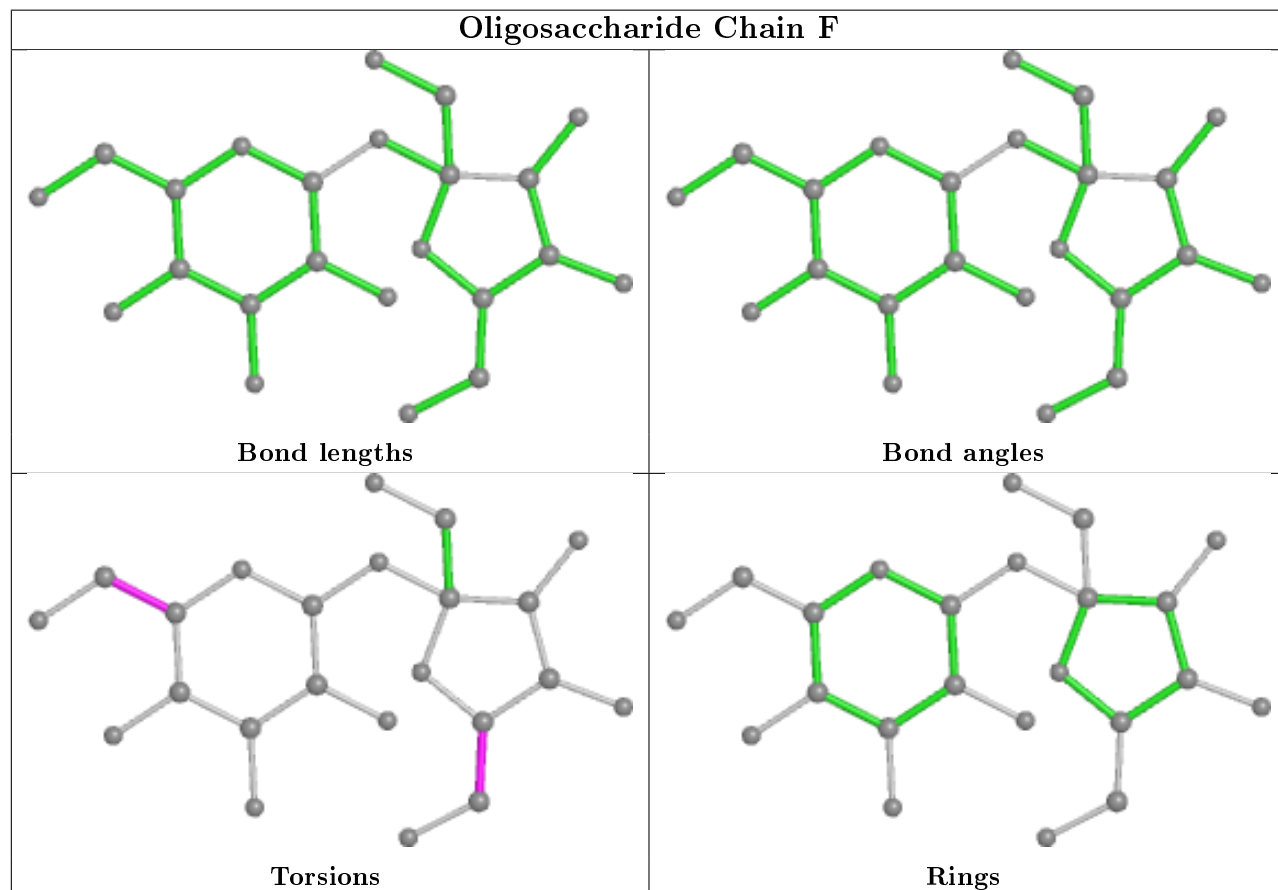 Oligosaccharide Chain F
Bond lengths
Bond angles
Torsions
Rings